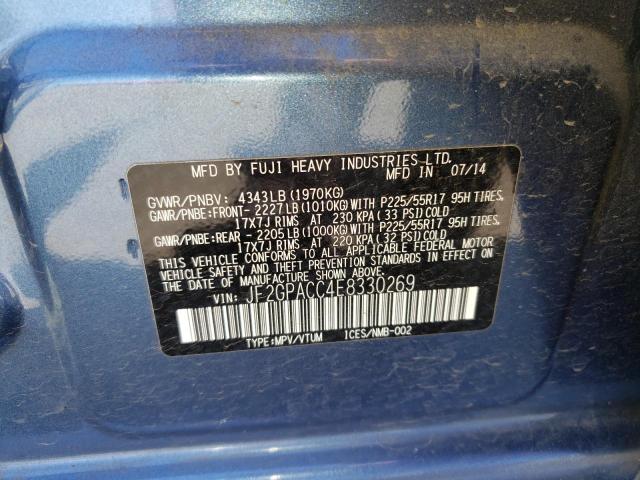 MFD BY FUJI HEAVY INDUSTRIES LTD.
MFD IN 07/14
GVWR/PNBV: 4343LB(1970KG)
GAWR/PNBE:FRONT- 2227LB(1010KG) WITH P225/55R17 95H TIRES,
17X7J RIMS AT 230 KPA(33 PSI)COLD
GAWR/PNBE:REAR - 2205LB(1000KG) WITH P225/55R17 95H TIRES,
17X7J RIMS AT 220 KPA(32 PSI)COLD
THIS VEHICLE CONFORMS TO ALL APPLICABLE FEDERAL MOTOR
VEHICLE SAFETY AND THEFT PREVENTION STANDARDS IN EFFECT
ON THE DATE OF MANUFACTURE SHOWN ABOVE.
VIN: JF2GPACC4E8330269
TYPE:MPV/VTUM ICES/NMB-002